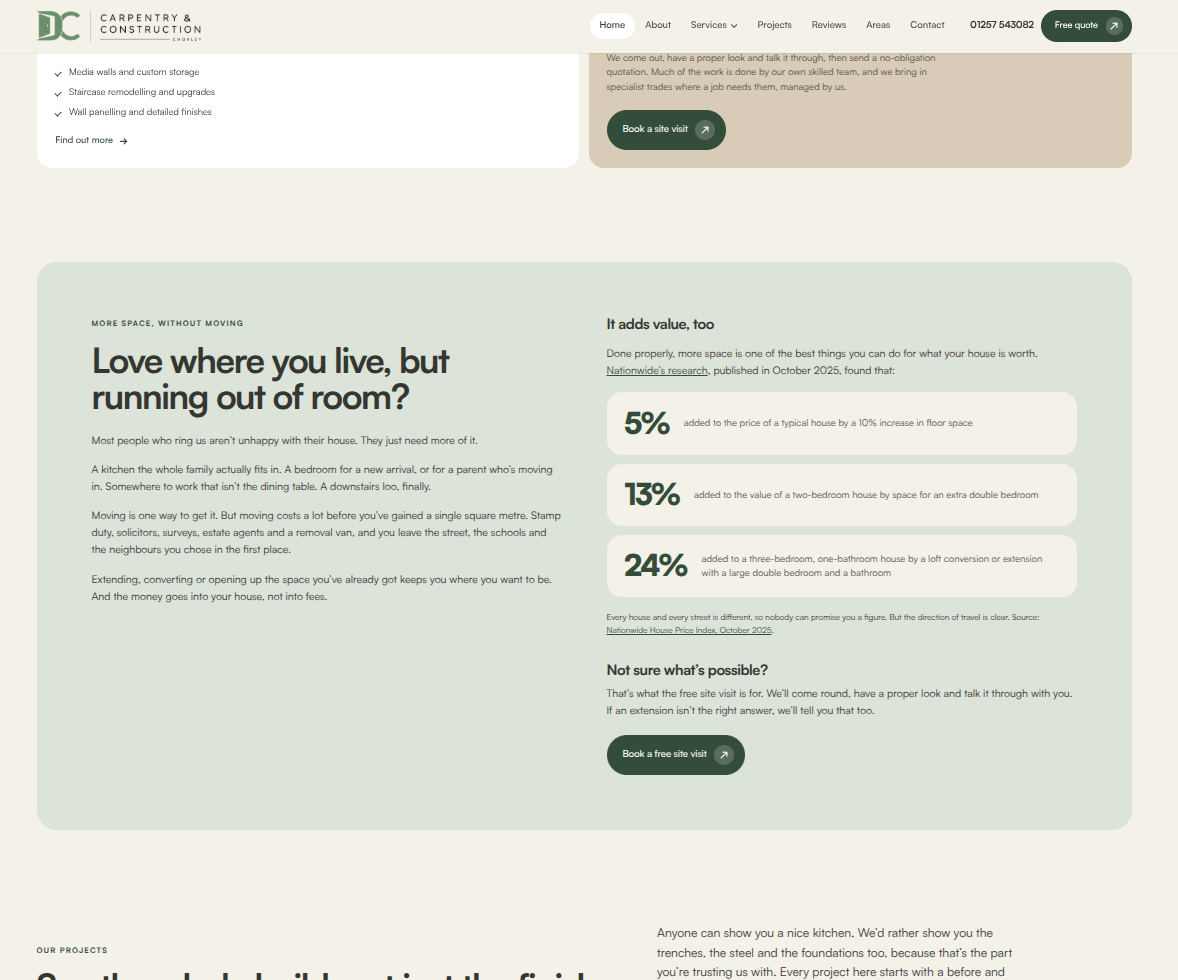 DC
CARPENTRY &
CONSTRUCTION
CHORLEY
Home
About
Services
Projects
Reviews
Areas
Contact
01257 543082
Free quote
Media walls and custom storage
Staircase remodelling and upgrades
Wall panelling and detailed finishes
Find out more
We come out, have a proper look and talk it through, then send a no-obligation
quotation. Much of the work is done by our own skilled team, and we bring in
specialist trades where a job needs them, managed by us.
Book a site visit
MORE SPACE, WITHOUT MOVING
Love where you live, but
running out of room?
Most people who ring us aren’t unhappy with their house. They just need more of it.
A kitchen the whole family actually fits in. A bedroom for a new arrival, or for a parent who’s moving
in. Somewhere to work that isn’t the dining table. A downstairs loo, finally.
Moving is one way to get it. But moving costs a lot before you’ve gained a single square metre. Stamp
duty, solicitors, surveys, estate agents and a removal van, and you leave the street, the schools and
the neighbours you chose in the first place.
Extending, converting or opening up the space you’ve already got keeps you where you want to be.
And the money goes into your house, not into fees.
It adds value, too
Done properly, more space is one of the best things you can do for what your house is worth.
Nationwide’s research, published in October 2025, found that:
5% added to the price of a typical house by a 10% increase in floor space
13% added to the value of a two-bedroom house by space for an extra double bedroom
24% added to a three-bedroom, one-bathroom house by a loft conversion or extension
with a large double bedroom and a bathroom
Every house and every street is different, so nobody can promise you a figure. But the direction of travel is clear. Source:
Nationwide House Price Index, October 2025.
Not sure what’s possible?
That’s what the free site visit is for. We’ll come round, have a proper look and talk it through with you.
If an extension isn’t the right answer, we’ll tell you that too.
Book a free site visit
OUR PROJECTS
Anyone can show you a nice kitchen. We’d rather show you the
trenches, the steel and the foundations too, because that’s the part
you’re trusting us with. Every project here starts with a before and